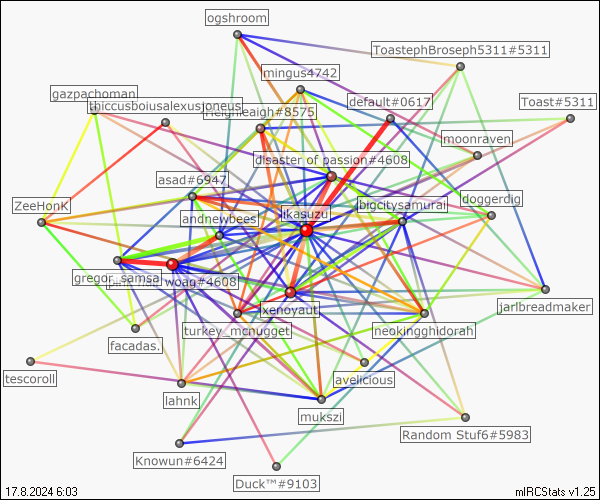 ogshroom
ToastephBroseph5311#5311
mingus4742
gazpachoman
thiccusboiusalexusjoneus
#8575
default#0617
Toast#5311
moonraven
disaster of passion#4608
asad#6947
ikasuzu
bigcitysamurai
doggerdig
ZeeHonK
andnewbees
gregor_samsa
woag#4608
xenoyaut
jarlbreadmaker
turkey_mcnugget
neokingghidorah
facadas.
tescoroll
avelicious
lahnk
mukszi
Random Stuf6#5983
Knowun#6424
Duck™#9103
17.8.2024 6:03
mIRCStats v1.25